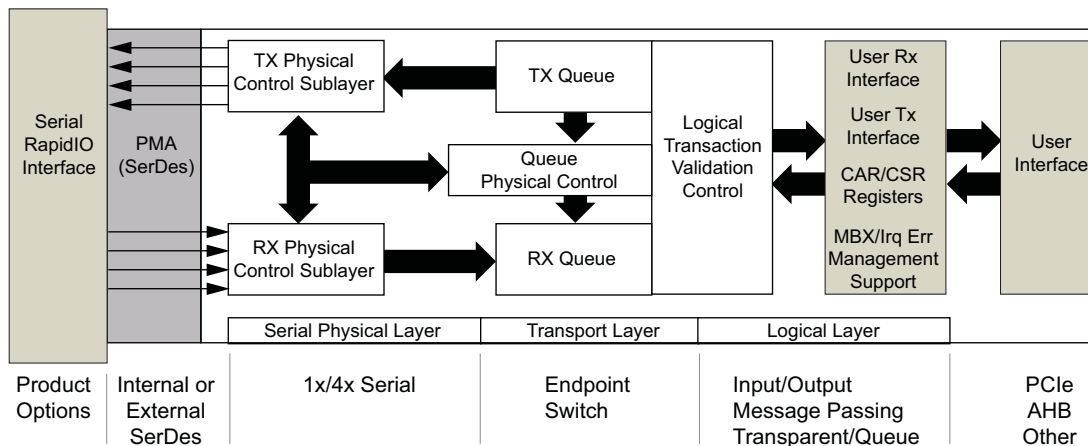 Serial
RapidIO
Interface
PMA
(SerDes)
TX Physical
Control Sublayer
RX Physical
Control Sublayer
TX Queue
Queue
Physical Control
RX Queue
Logical
Transaction
Validation
Control
User Rx
Interface
User Tx
Interface
CAR/CSR
Registers
MBX/Irq Err
Management
Support
User
Interface
Serial Physical Layer
Transport Layer
Logical Layer
Product
Options
Internal or
External
SerDes
1x/4x Serial
Endpoint
Switch
Input/Output
Message Passing
Transparent/Queue
PCIe
AHB
Other